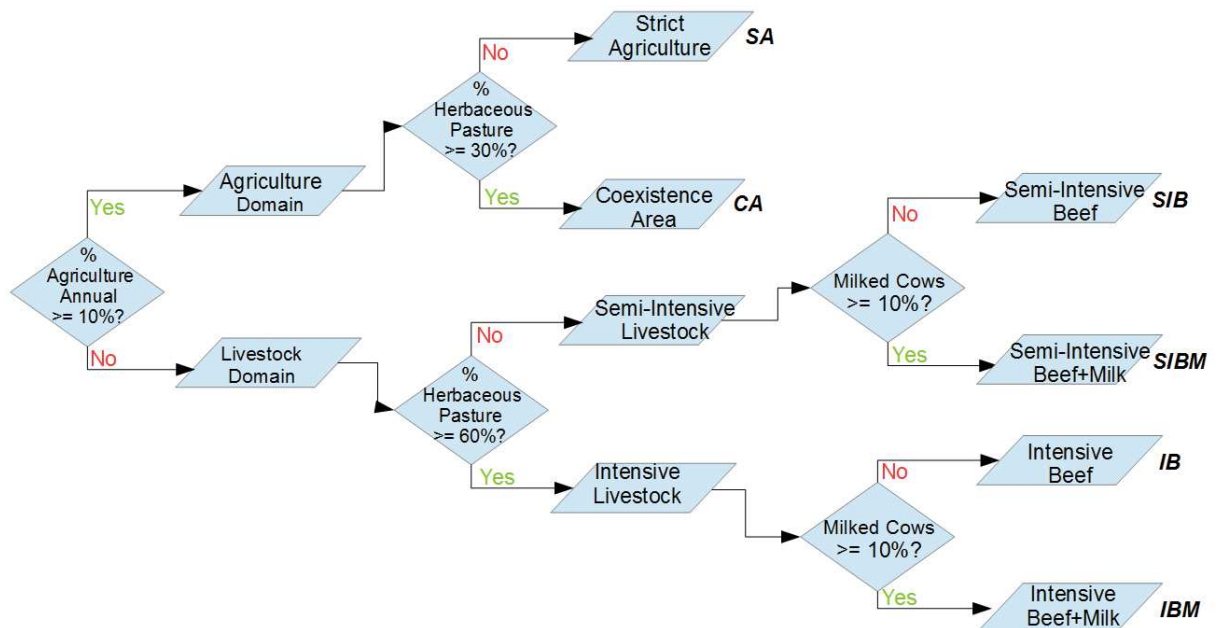 %
Agriculture
Annual
>= 10%?
Yes
No
Agriculture
Domain
Livestock
Domain
%
Herbaceous
Pasture
>= 30%?
No
Yes
Strict
Agriculture
SA
Coexistence
Area
CA
%
Herbaceous
Pasture
>= 60%?
No
Yes
Semi-Intensive
Livestock
Intensive
Livestock
Milked Cows
>= 10%?
No
Yes
Semi-Intensive
Beef
SIB
Semi-Intensive
Beef+Milk
SIBM
Milked Cows
>= 10%?
No
Yes
Intensive
Beef
IB
Intensive
Beef+Milk
IBM